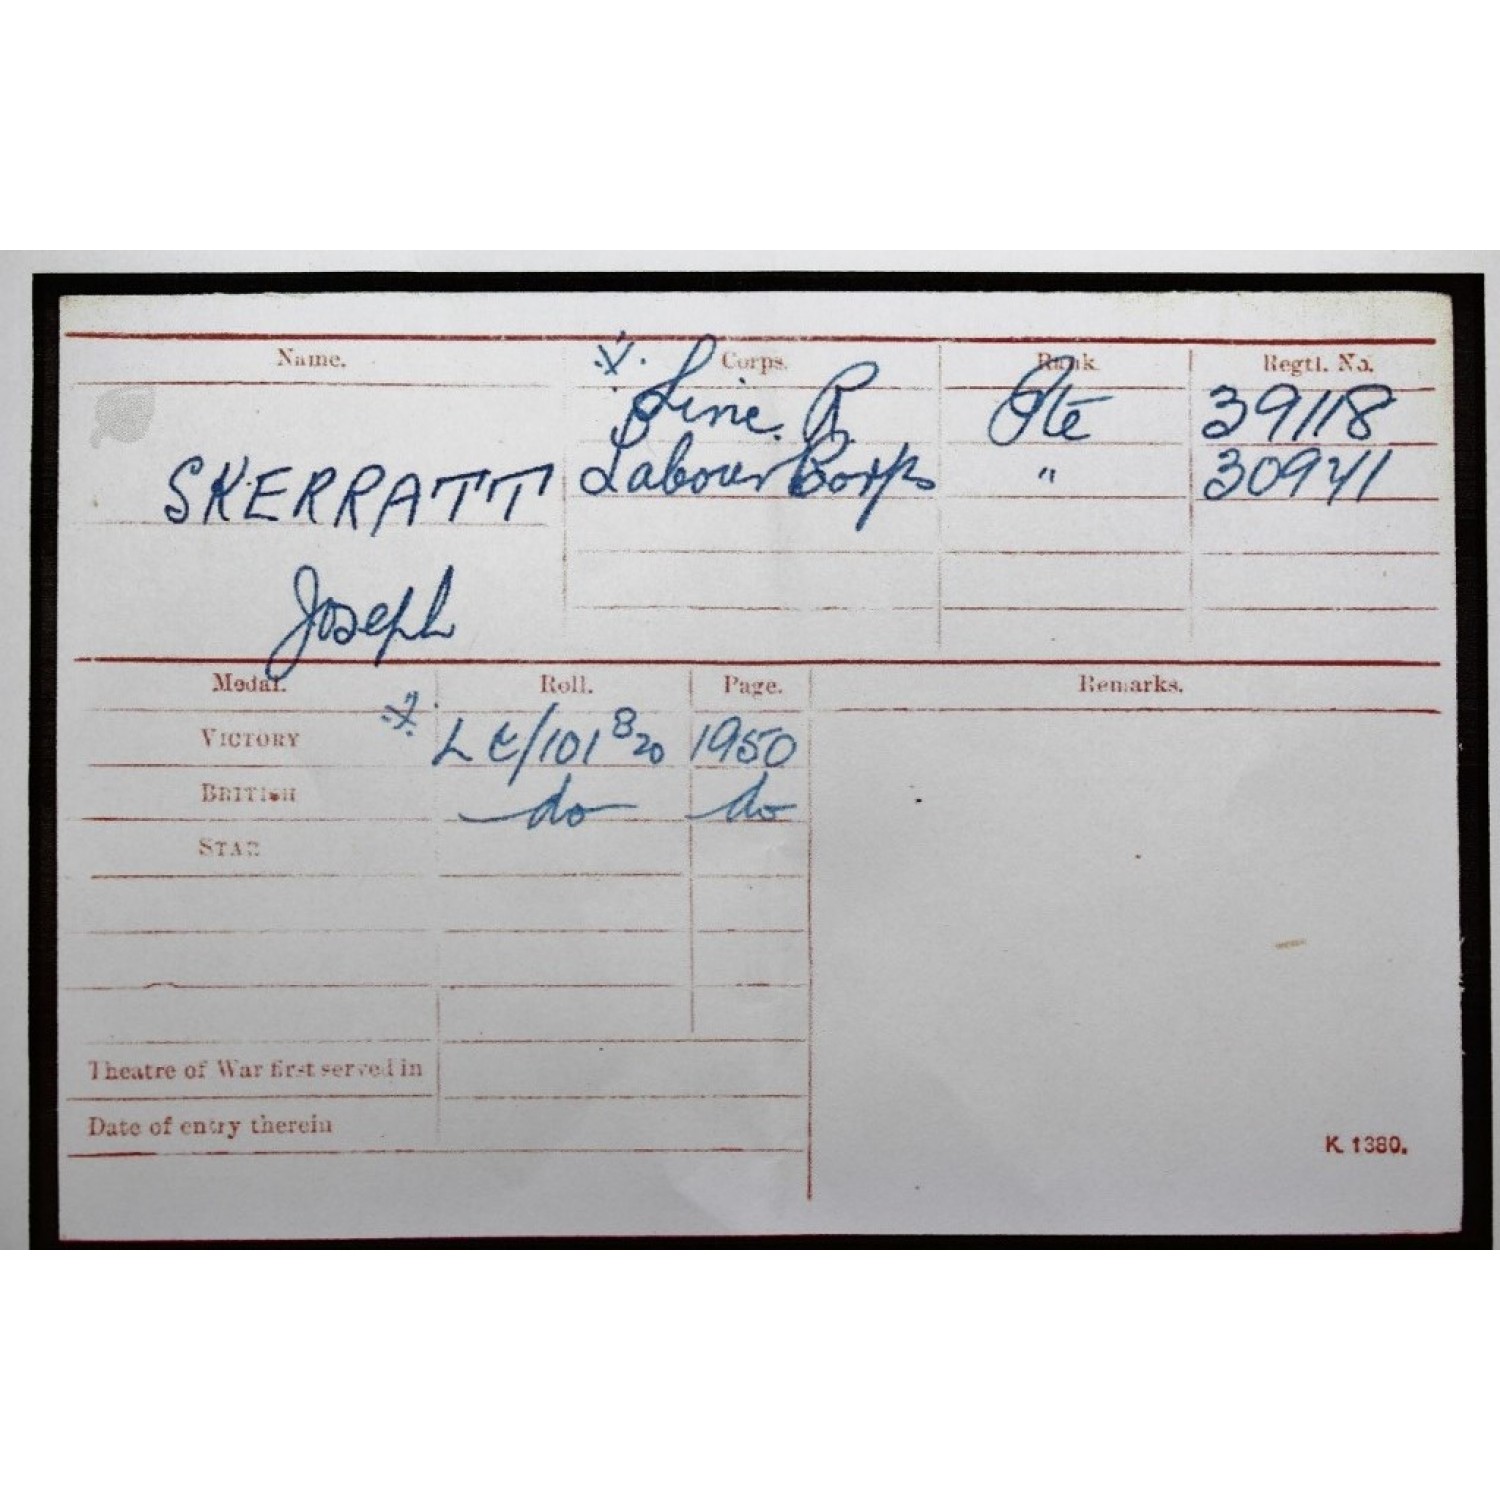 Name. Corps. Rank Regtl. No.
Linc. R. Pte 39118
SKERRATT Labour Corps " 30941
Joseph
Medal. Roll. Page. Remarks.
VICTORY LC/101 B20 1950
BRITISH do do
STAR
Theatre of War first served in
Date of entry therein
K. 1380.